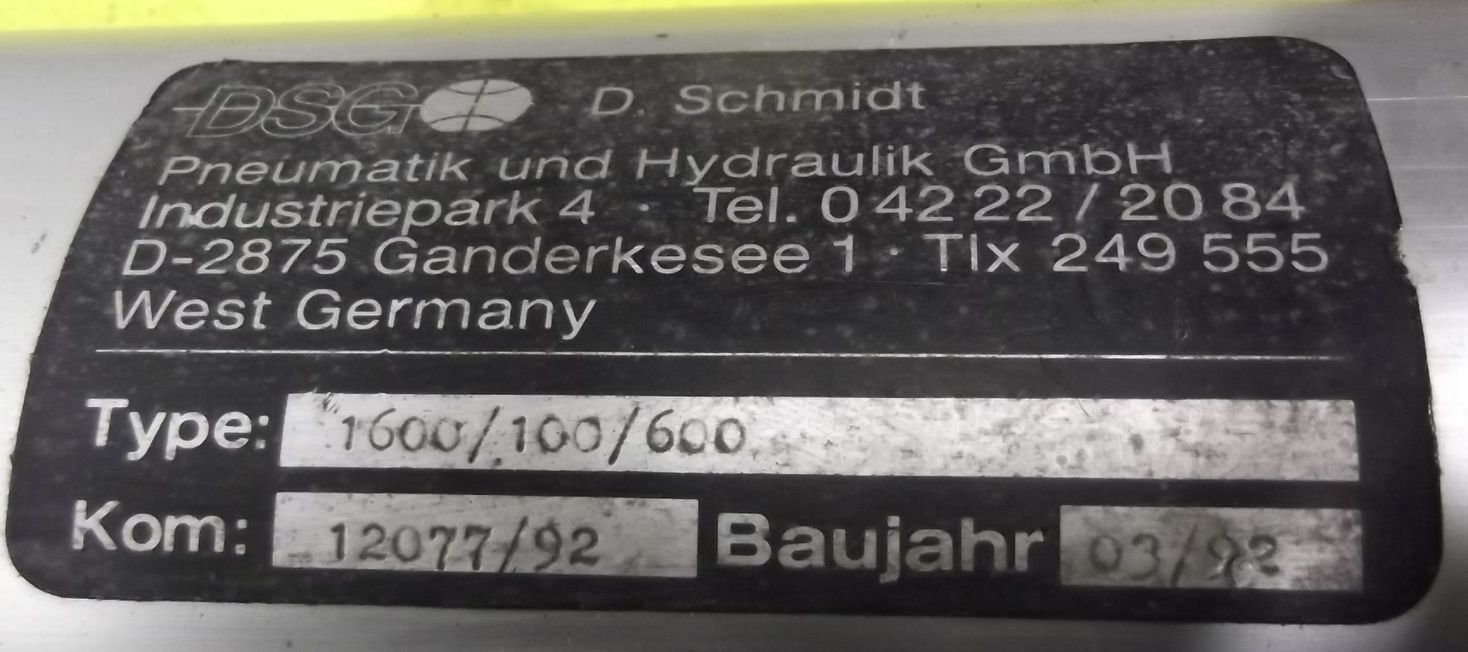 DSG D. Schmidt
Pneumatik und Hydraulik GmbH
Industriepark 4 · Tel. 0 42 22 / 20 84
D-2875 Ganderkesee 1 · Tlx 249 555
West Germany
Type: 1600/100/600
Kom: 12077/92 Baujahr 03/92